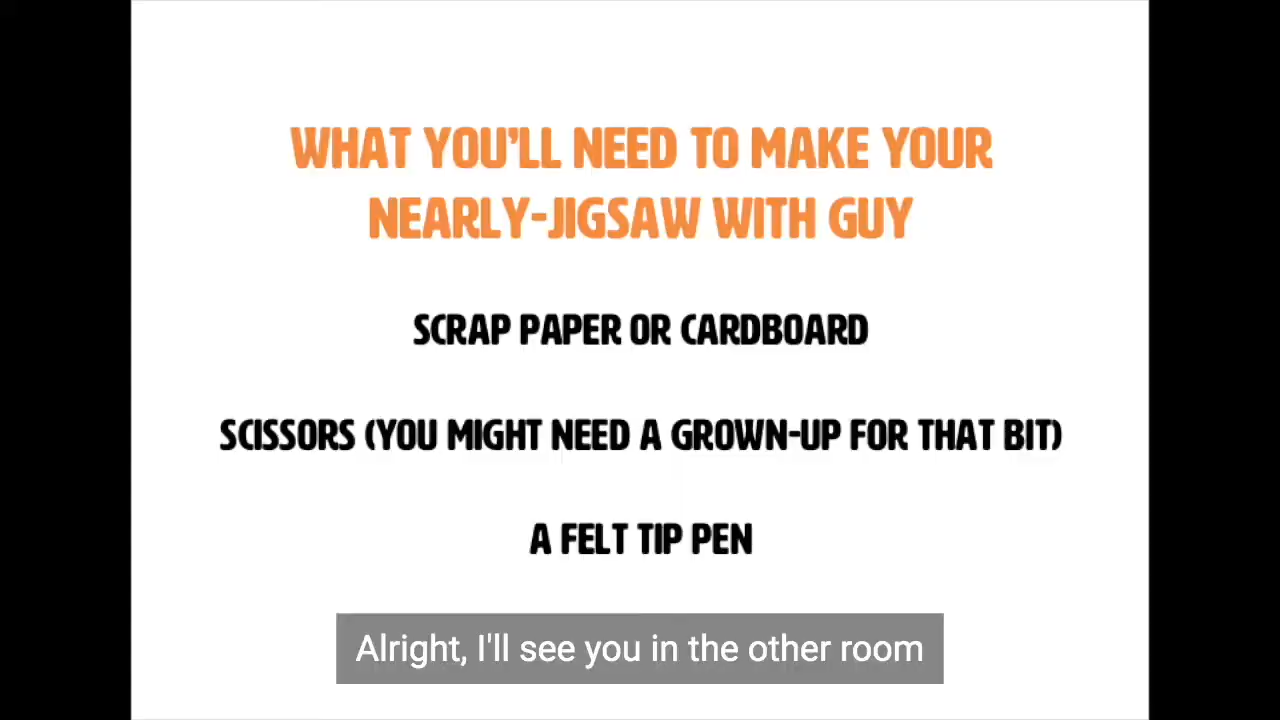 WHAT YOU'LL NEED TO MAKE YOUR
NEARLY-JIGSAW WITH GUY
SCRAP PAPER OR CARDBOARD
SCISSORS (YOU MIGHT NEED A GROWN-UP FOR THAT BIT)
A FELT TIP PEN
Alright, I'll see you in the other room